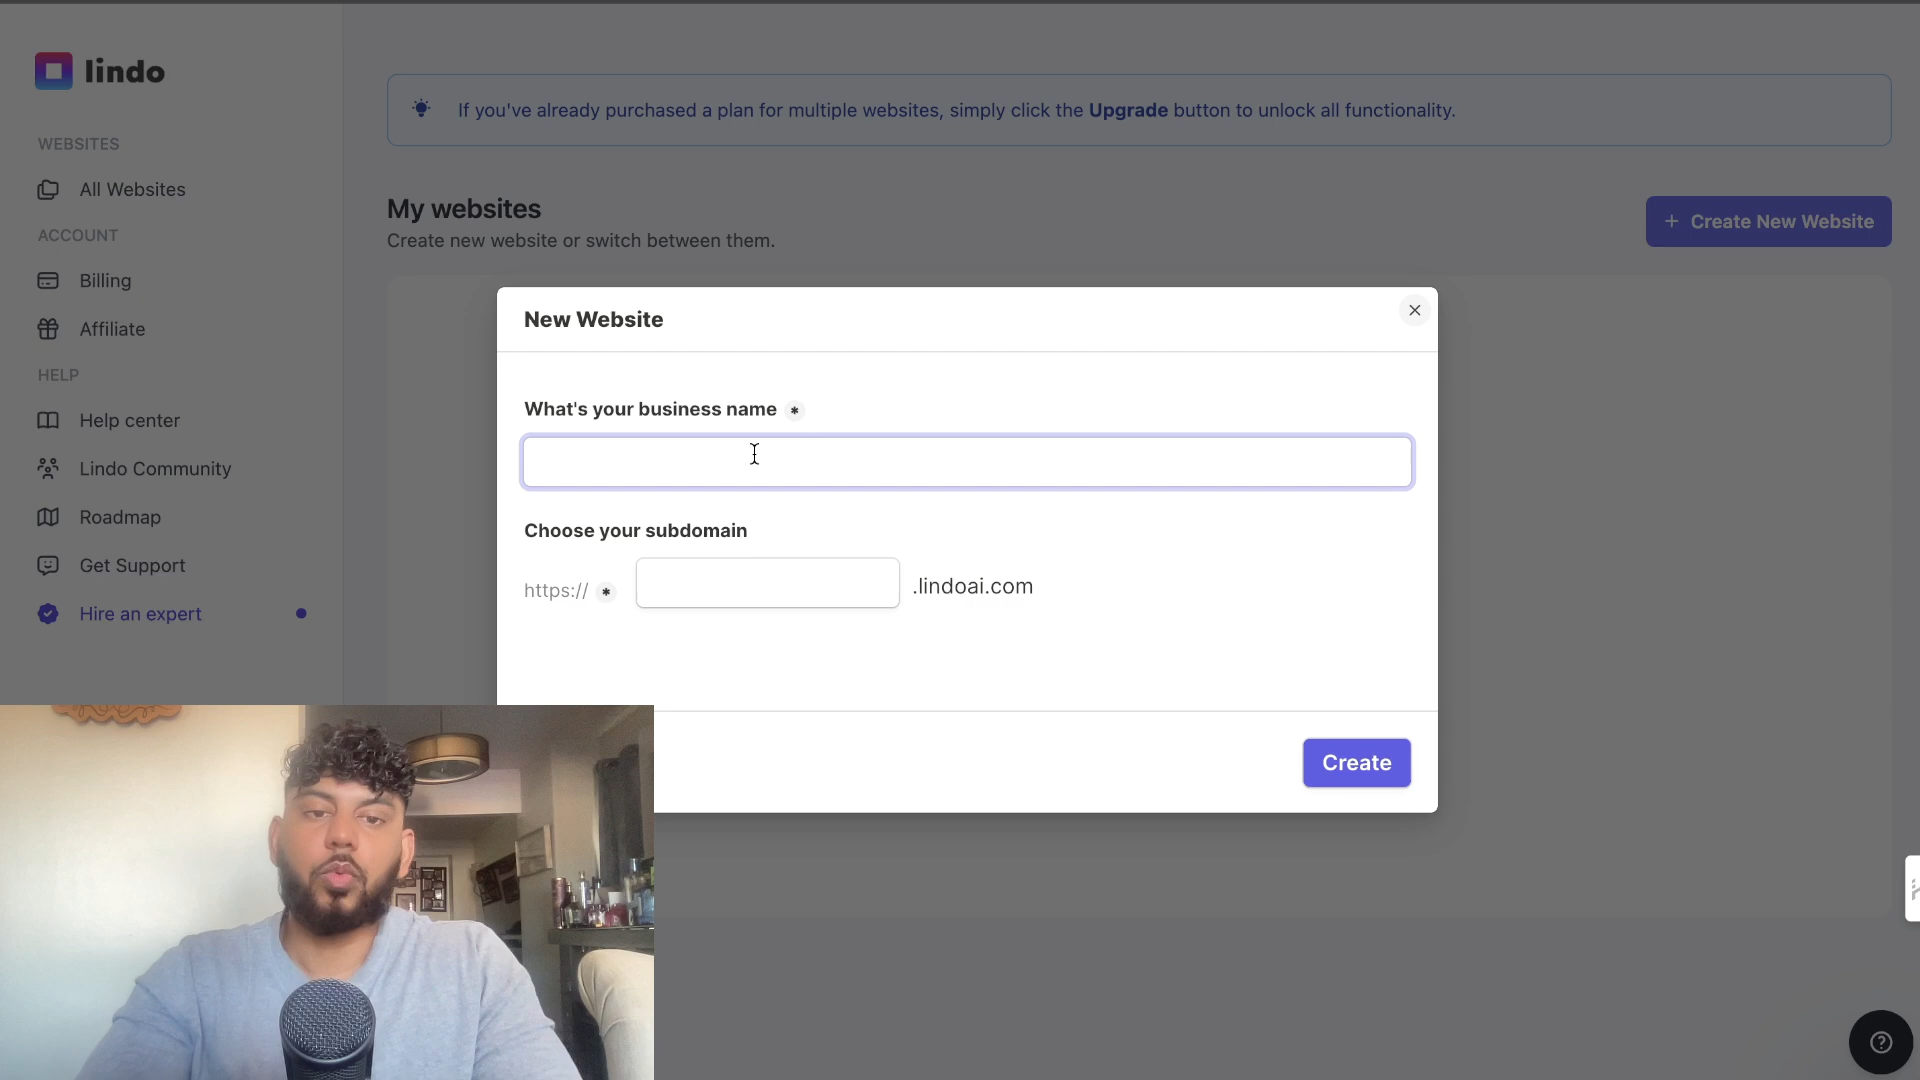 lindo
WEBSITES
All Websites
ACCOUNT
Billing
Affiliate
HELP
Help center
Lindo Community
Roadmap
Get Support
Hire an expert
If you've already purchased a plan for multiple websites, simply click the Upgrade button to unlock all functionality.
My websites
Create new website or switch between them.
+ Create New Website
New Website
What's your business name *
Choose your subdomain
https:// *
.lindoai.com
Create